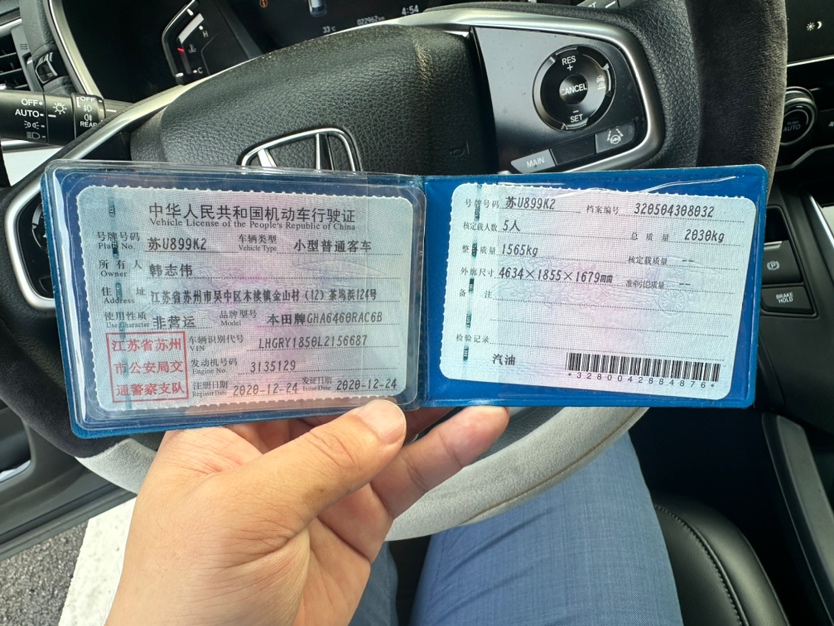 4:54
33°C
022962km
OFF
AUTO
OFF
REAR
RES
+
CANCEL
-
SET
MAIN
AUTO
BRAKE HOLD
中华人民共和国机动车行驶证
Vehicle License of the People's Republic of China
号牌号码 苏U899K2 车辆类型 小型普通客车
Plate No. Vehicle Type
所有人 韩志伟
Owner
住址 江苏省苏州市吴中区木渎镇金山村(12)茶坞浜124号
Address
使用性质 非营运 品牌型号 本田牌GHA6460RAC6B
Use Character Model
江苏省苏州
市公安局交
通警察支队
车辆识别代号 LHGRY1850L2156687
VIN
发动机号码 3135129
Engine No
注册日期 2020-12-24 发证日期 2020-12-24
Register Date Issue Date
号牌号码 苏U899K2 档案编号 320504308032
核定载人数 5人 总质量 2030kg
整备质量 1565kg 核定载质量 --
外廓尺寸 4634×1855×1679mm 准牵引总质量 --
备注
检验记录
汽油
*3280042884876*